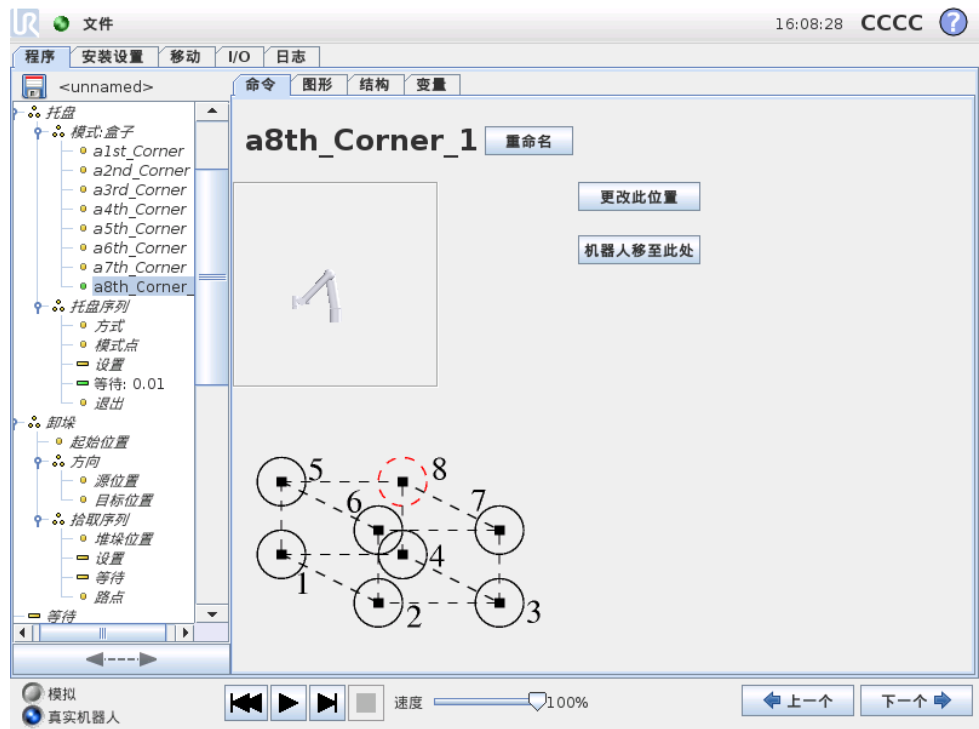 UR 文件 16:08:28 CCCC ?
程序 安装设置 移动 I/O 日志
<unnamed>
托盘
模式:盒子
a1st_Corner
a2nd_Corner
a3rd_Corner
a4th_Corner
a5th_Corner
a6th_Corner
a7th_Corner
a8th_Corner_
托盘序列
方式
模式点
设置
等待: 0.01
退出
卸垛
起始位置
方向
源位置
目标位置
拾取序列
堆垛位置
设置
等待
路点
等待
命令 图形 结构 变量
a8th_Corner_1 重命名
更改此位置
机器人移至此处
5 8
6 7
1 4
2 3
模拟
真实机器人
速度 100%
上一个 下一个